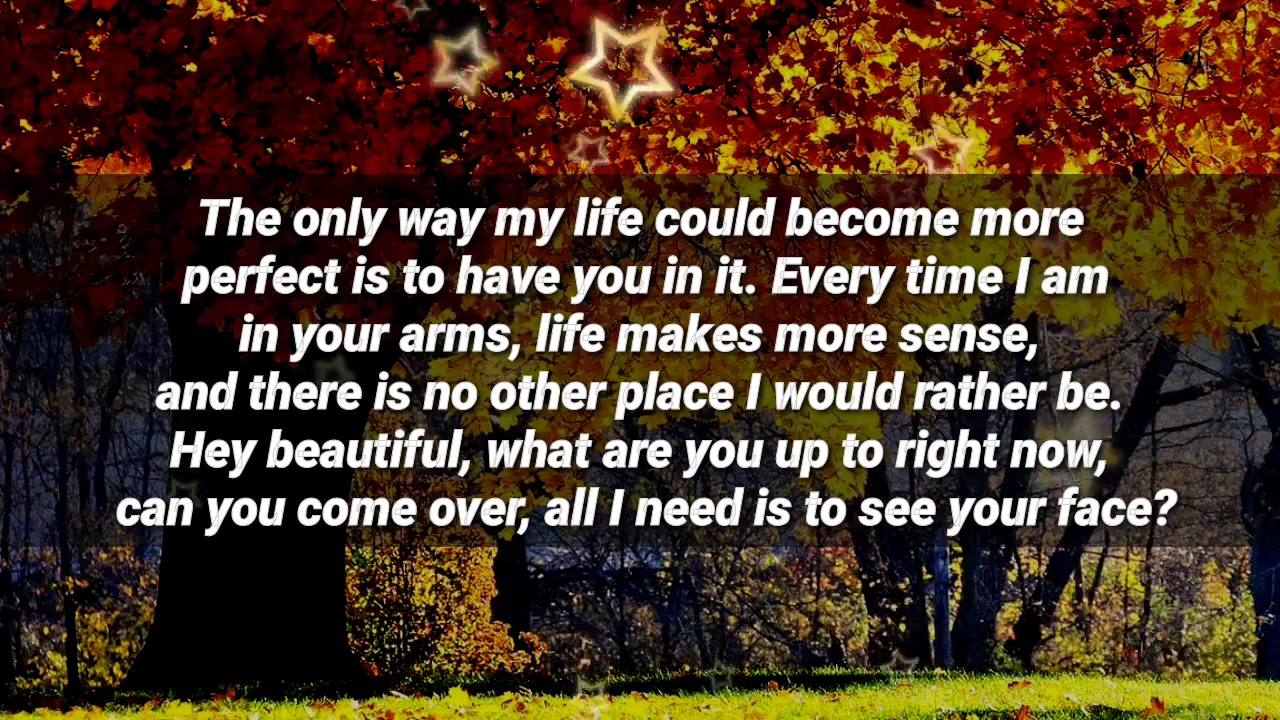 The only way my life could become more
perfect is to have you in it. Every time I am
in your arms, life makes more sense,
and there is no other place I would rather be.
Hey beautiful, what are you up to right now,
can you come over, all I need is to see your face?